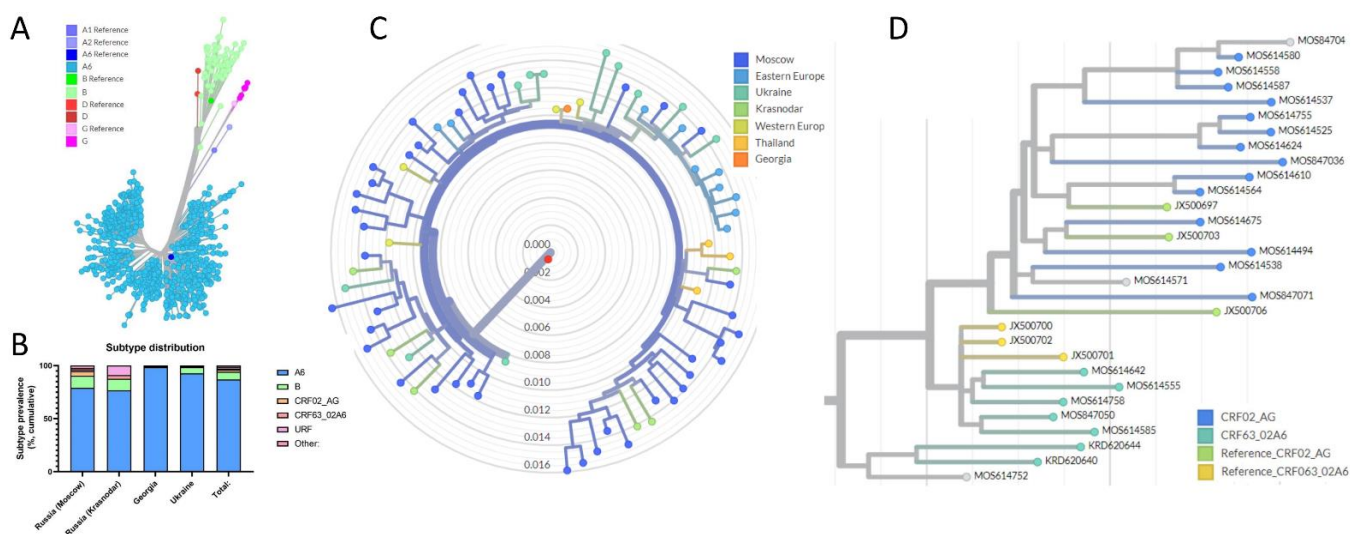 A
A1 Reference
A2 Reference
A6 Reference
A6
B Reference
B
D Reference
D
G Reference
G
B
Subtype distribution
Subtype prevalence
(%, cumulative)
100
50
0
Russia (Moscow)
Russia (Krasnodar)
Georgia
Ukraine
Total:
A6
B
CRF02_AG
CRF63_02A6
URF
Other:
C
Moscow
Eastern Europe
Ukraine
Krasnodar
Western Europ
Thailand
Georgia
0.000
0.002
0.004
0.006
0.008
0.010
0.012
0.014
0.016
D
MOS84704
MOS614580
MOS614558
MOS614587
MOS614537
MOS614755
MOS614525
MOS614624
MOS847036
MOS614610
MOS614564
JX500697
MOS614675
JX500703
MOS614494
MOS614538
MOS614571
MOS847071
JX500706
JX500700
JX500702
JX500701
MOS614642
MOS614555
MOS614758
MOS847050
MOS614585
KRD620644
KRD620640
MOS614752
CRF02_AG
CRF63_02A6
Reference_CRF02_AG
Reference_CRF063_02A6